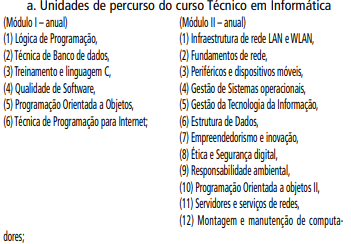 a. Unidades de percurso do curso Técnico em Informática
(Módulo I – anual)
(1) Lógica de Programação,
(2) Técnica de Banco de dados,
(3) Treinamento e linguagem C,
(4) Qualidade de Software,
(5) Programação Orientada a Objetos,
(6) Técnica de Programação para Internet;
(Módulo II – anual)
(1) Infraestrutura de rede LAN e WLAN,
(2) Fundamentos de rede,
(3) Periféricos e dispositivos móveis,
(4) Gestão de Sistemas operacionais,
(5) Gestão da Tecnologia da Informação,
(6) Estrutura de Dados,
(7) Empreendedorismo e inovação,
(8) Ética e Segurança digital,
(9) Responsabilidade ambiental,
(10) Programação Orientada a objetos II,
(11) Servidores e serviços de redes,
(12) Montagem e manutenção de computa-
dores;